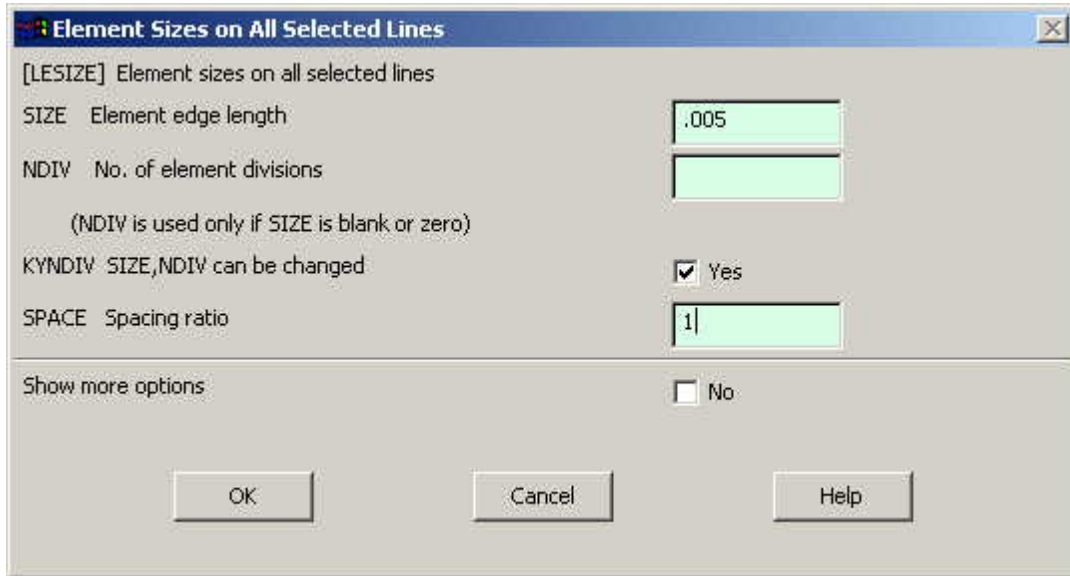 Element Sizes on All Selected Lines
[LESIZE] Element sizes on all selected lines
SIZE Element edge length .005
NDIV No. of element divisions
(NDIV is used only if SIZE is blank or zero)
KYNDIV SIZE,NDIV can be changed Yes
SPACE Spacing ratio 1
Show more options No
OK Cancel Help